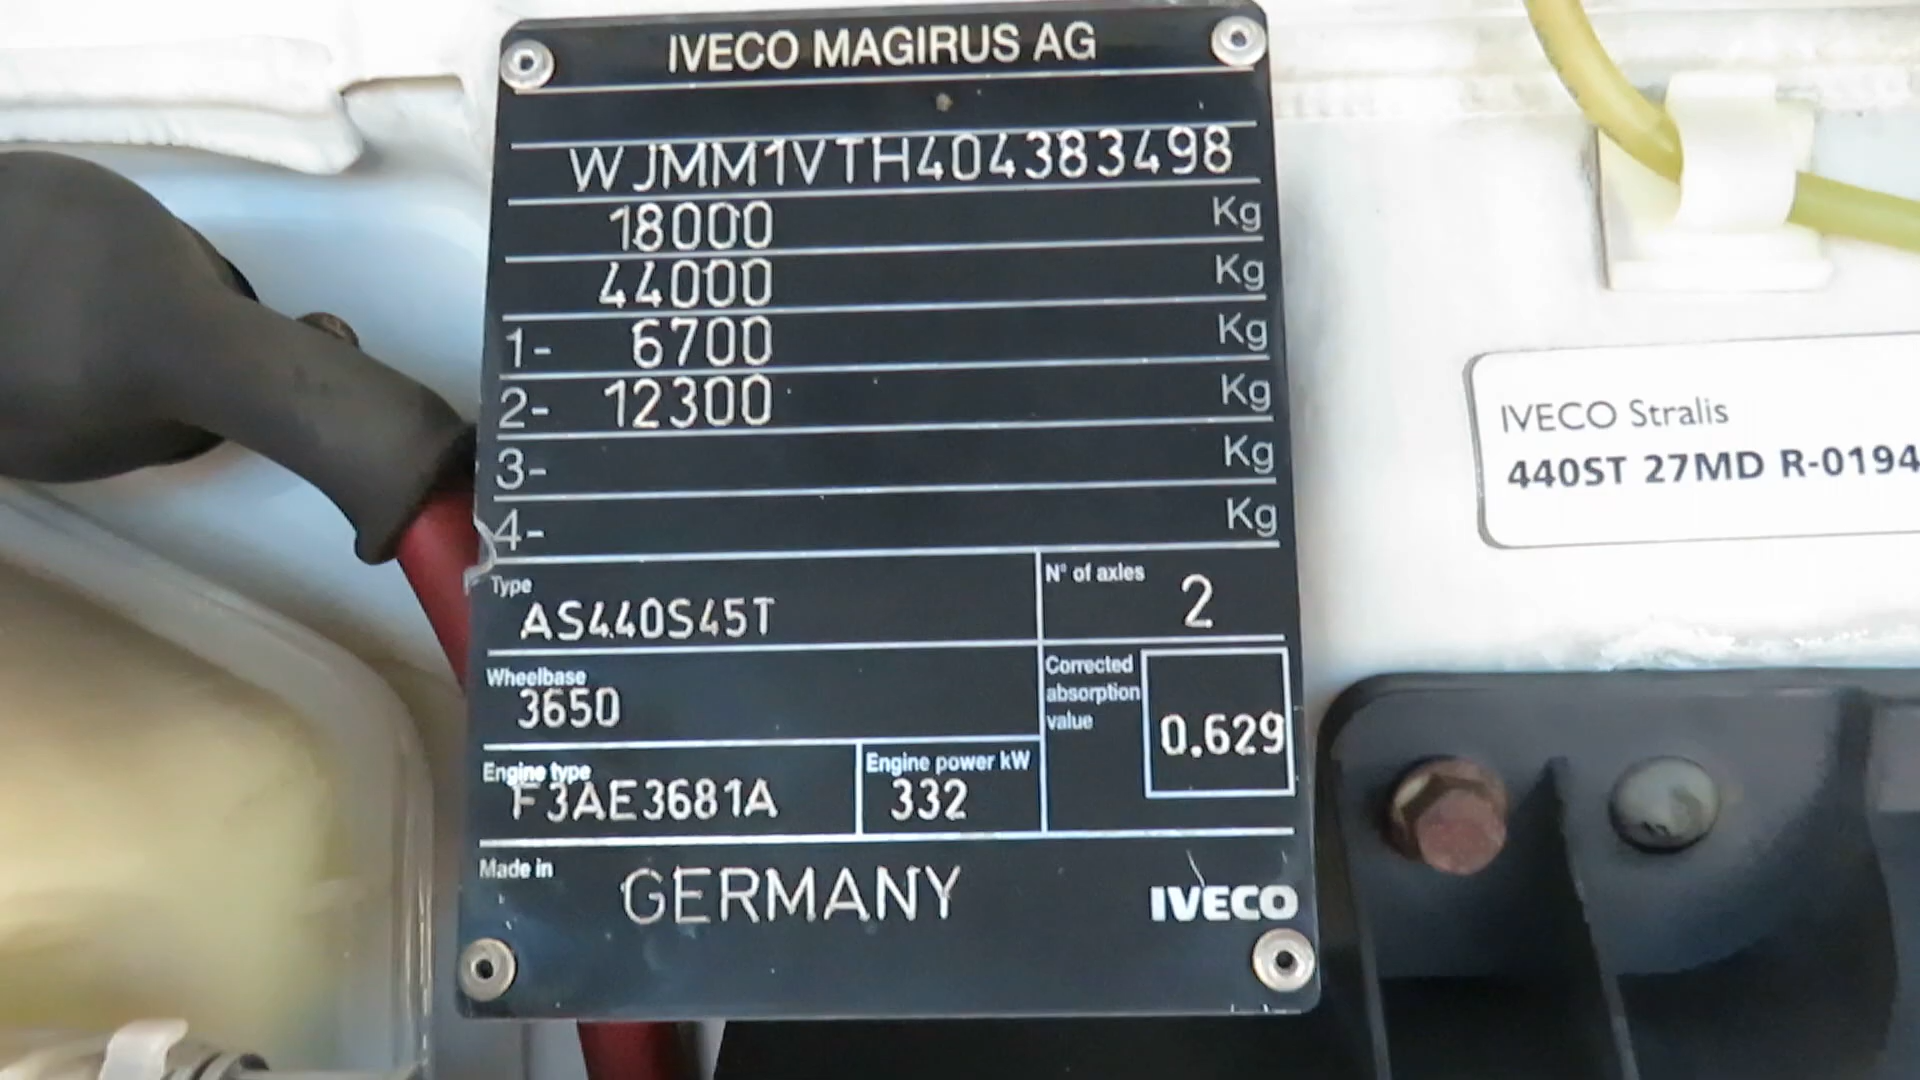 IVECO MAGIRUS AG
WJMM1VTH404383498
18000 Kg
44000 Kg
1- 6700 Kg
2- 12300 Kg
3- Kg
4- Kg
Type
AS440S45T
N° of axles
2
Wheelbase
3650
Corrected
absorption
value
0.629
Engine type
F3AE3681A
Engine power kW
332
Made in
GERMANY
IVECO
IVECO Stralis
440ST 27MD R-0194